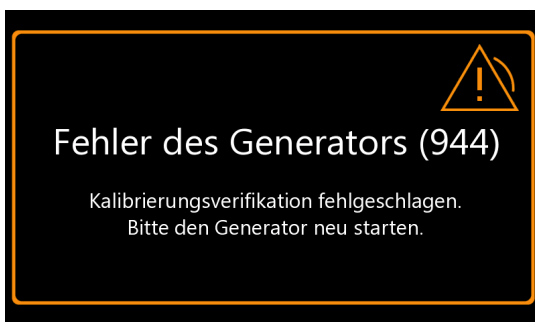 Fehler des Generators (944)
Kalibrierungsverifikation fehlgeschlagen.
Bitte den Generator neu starten.